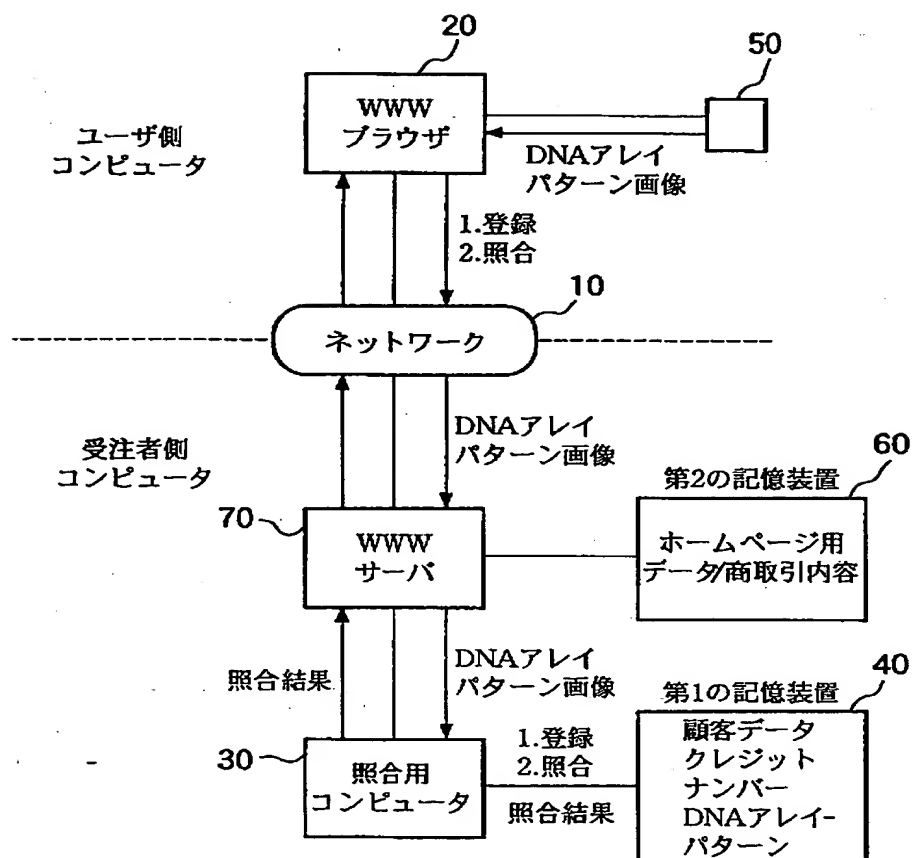 20
50
WWW
ブラウザ
ユーザ側
コンピュータ
DNAアレイ
パターン画像
1.登録
2.照合
10
ネットワーク
受注者側
コンピュータ
DNAアレイ
パターン画像
60
第2の記憶装置
70
WWW
サーバ
ホームページ用
データ/商取引内容
照合結果
DNAアレイ
パターン画像
40
第1の記憶装置
30
照合用
コンピュータ
1.登録
2.照合
照合結果
顧客データ
クレジット
ナンバー
DNAアレイ-
パターン